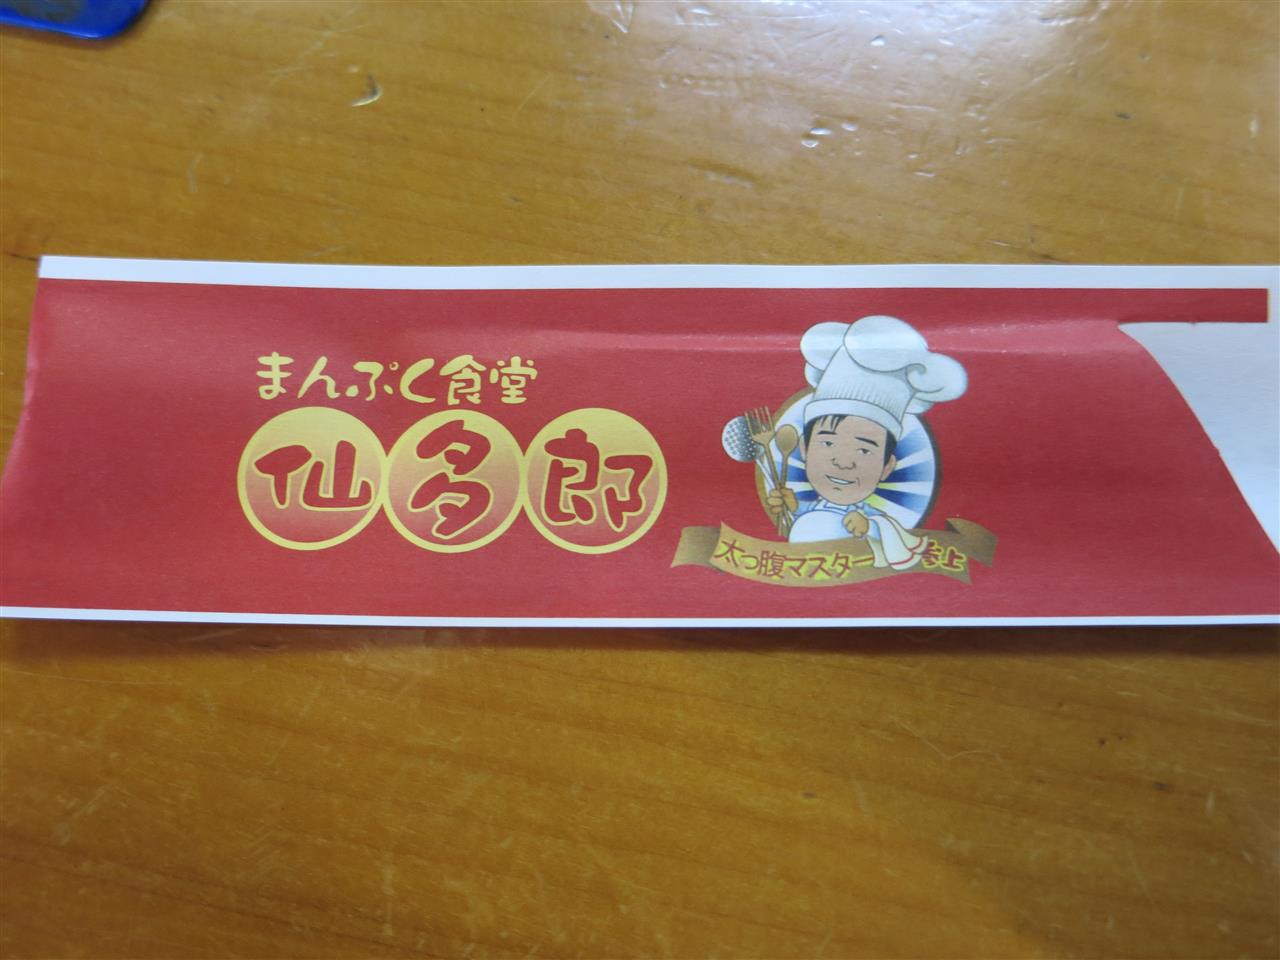 まんぷく食堂
仙多郎
太っ腹マスター参上